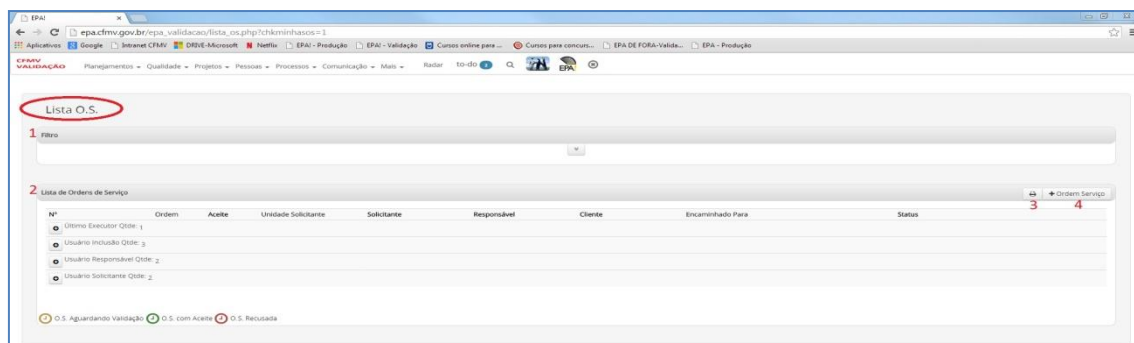 EPA!
epa.cfmv.gov.br/epa_validacao/lista_os.php?chkminhasos=1
Aplicativos Google Intranet CFMV DRIVE-Microsoft Netflix EPA! - Produção EPA! - Validação Cursos online para ... Cursos para concurs... EPA DE FORA-Valida... EPA - Produção
CFMV VALIDAÇÃO Planejamentos Qualidade Projetos Pessoas Processos Comunicação Mais Radar to-do EPA
Lista O.S.
1 Filtro
2 Lista de Ordens de Serviço + Ordem Serviço
3 4
Nº Ordem Aceite Unidade Solicitante Solicitante Responsável Cliente Encaminhado Para Status
Último Executor Qtde: 1
Usuário Inclusão Qtde: 3
Usuário Responsável Qtde: 2
Usuário Solicitante Qtde: 2
O.S. Aguardando Validação O.S. com Aceite O.S. Recusada